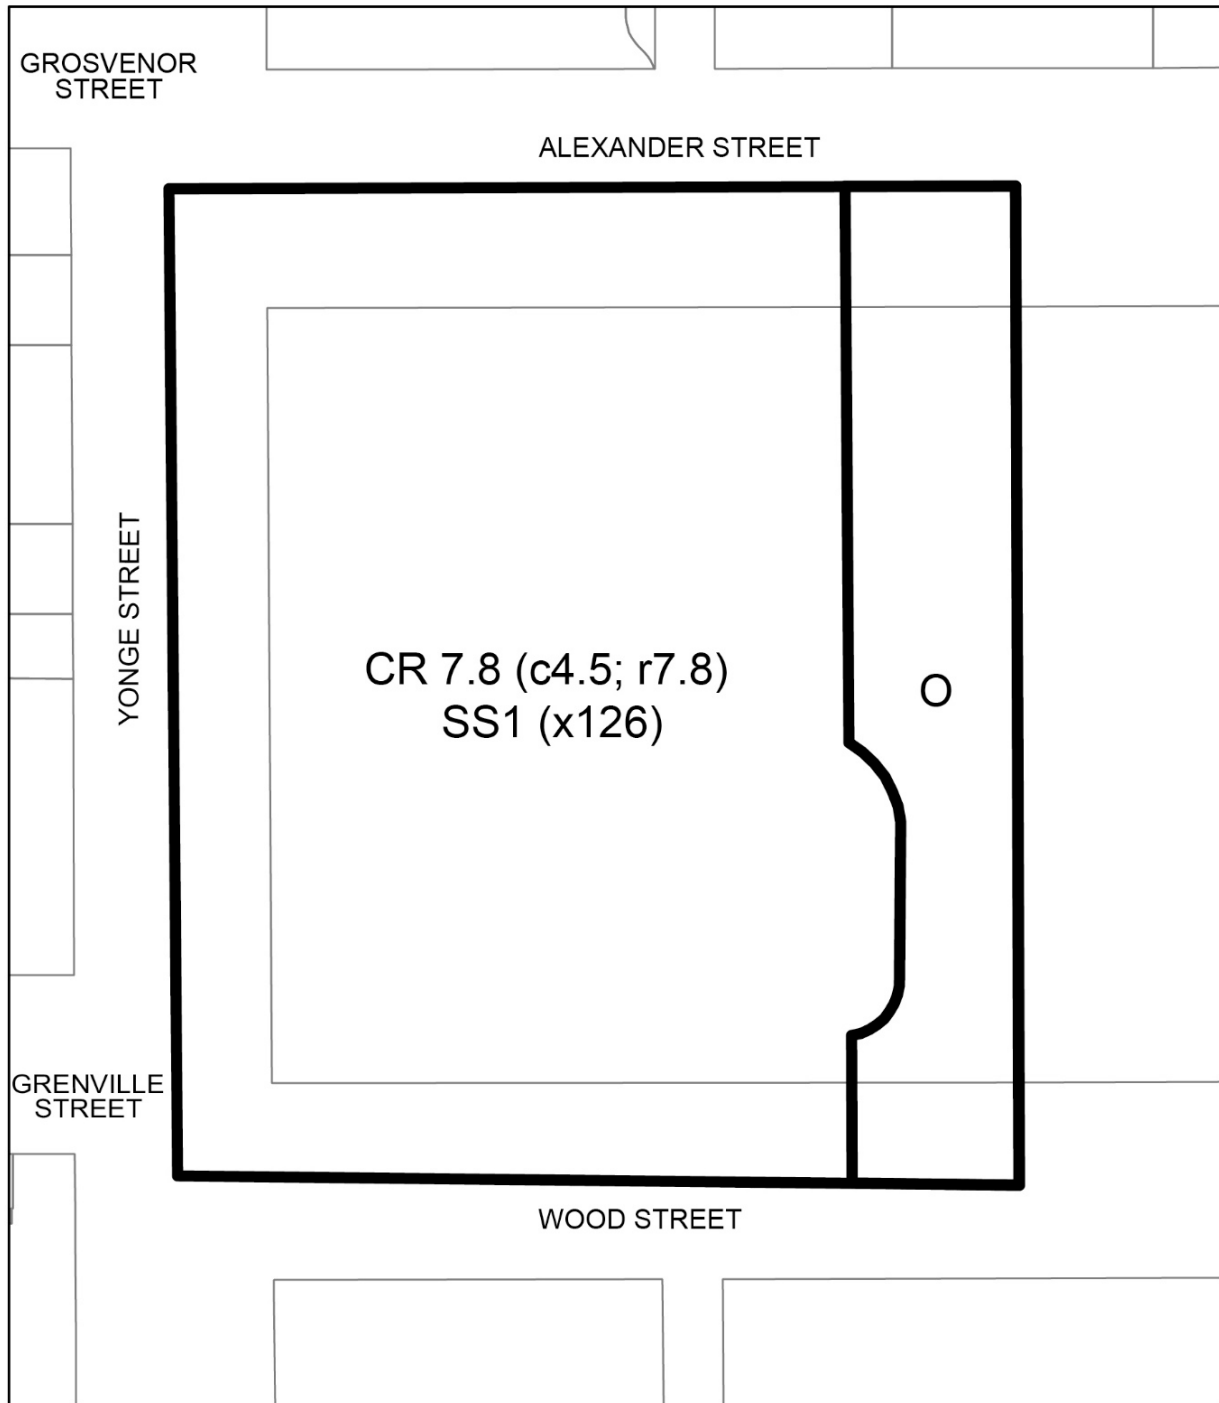 GROSVENOR
STREET
ALEXANDER STREET
YONGE STREET
CR 7.8 (c4.5; r7.8)
SS1 (x126)
O
GRENVILLE
STREET
WOOD STREET